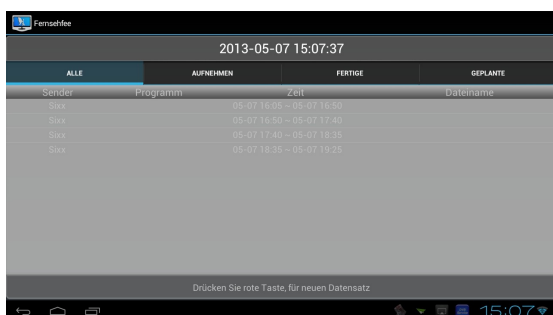 Fernsehfee
2013-05-07 15:07:37
ALLE AUFNEHMEN FERTIGE GEPLANTE
Sender Programm Zeit Dateiname
Sixx 05-07 16:05 ~ 05-07 16:50
Sixx 05-07 16:50 ~ 05-07 17:40
Sixx 05-07 17:40 ~ 05-07 18:35
Sixx 05-07 18:35 ~ 05-07 19:25
Drücken Sie rote Taste, für neuen Datensatz
15:07